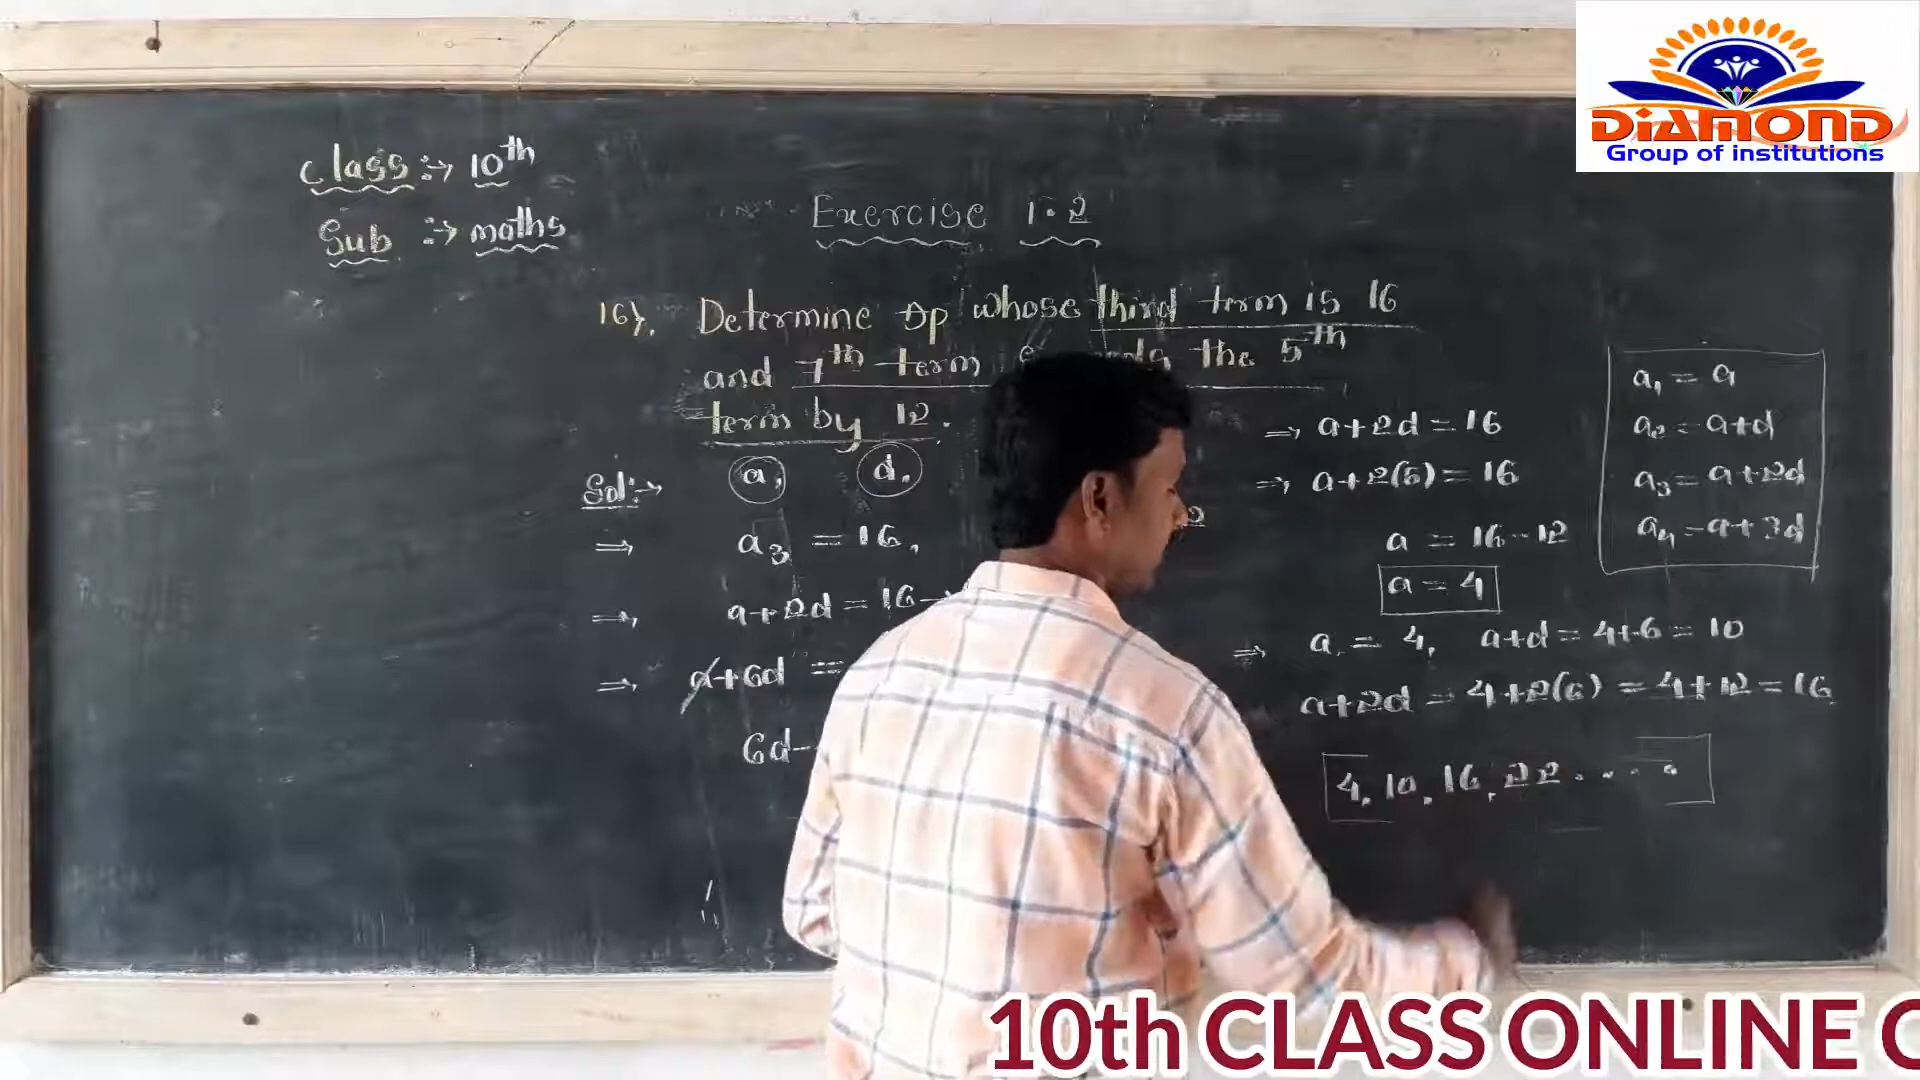 DIAMOND
Group of institutions
class :→ 10th
Sub :→ maths
Exercise 1.2
16). Determine Ap whose third term is 16
and 7th term the 5th
term by 12.
Sol:→ a, d.
⇒ a3 = 16,
⇒ a+2d = 16
⇒ a+6d =
6d-
⇒ a+2d = 16
⇒ a+2(6) = 16
a = 16-12
a = 4
⇒ a = 4, a+d = 4+6 = 10
a+2d = 4+2(6) = 4+12 = 16
4, 10, 16, 22 . . . .
a1 = a
a2 = a+d
a3 = a+2d
a4 = a+3d
10th CLASS ONLINE